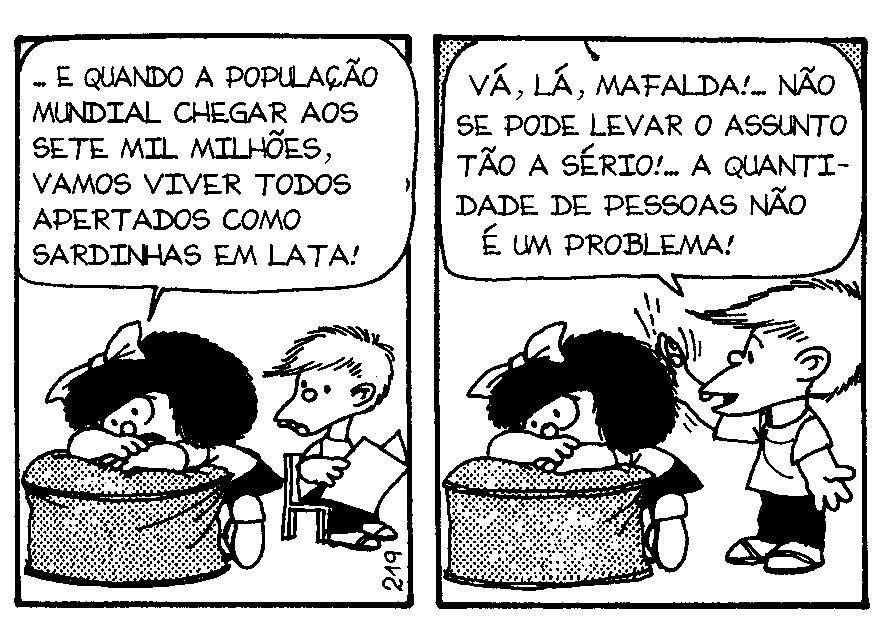 ... E QUANDO A POPULAÇÃO
MUNDIAL CHEGAR AOS
SETE MIL MILHÕES,
VAMOS VIVER TODOS
APERTADOS COMO
SARDINHAS EM LATA!
219
VÁ, LÁ, MAFALDA!... NÃO
SE PODE LEVAR O ASSUNTO
TÃO A SÉRIO!... A QUANTI-
DADE DE PESSOAS NÃO
É UM PROBLEMA!